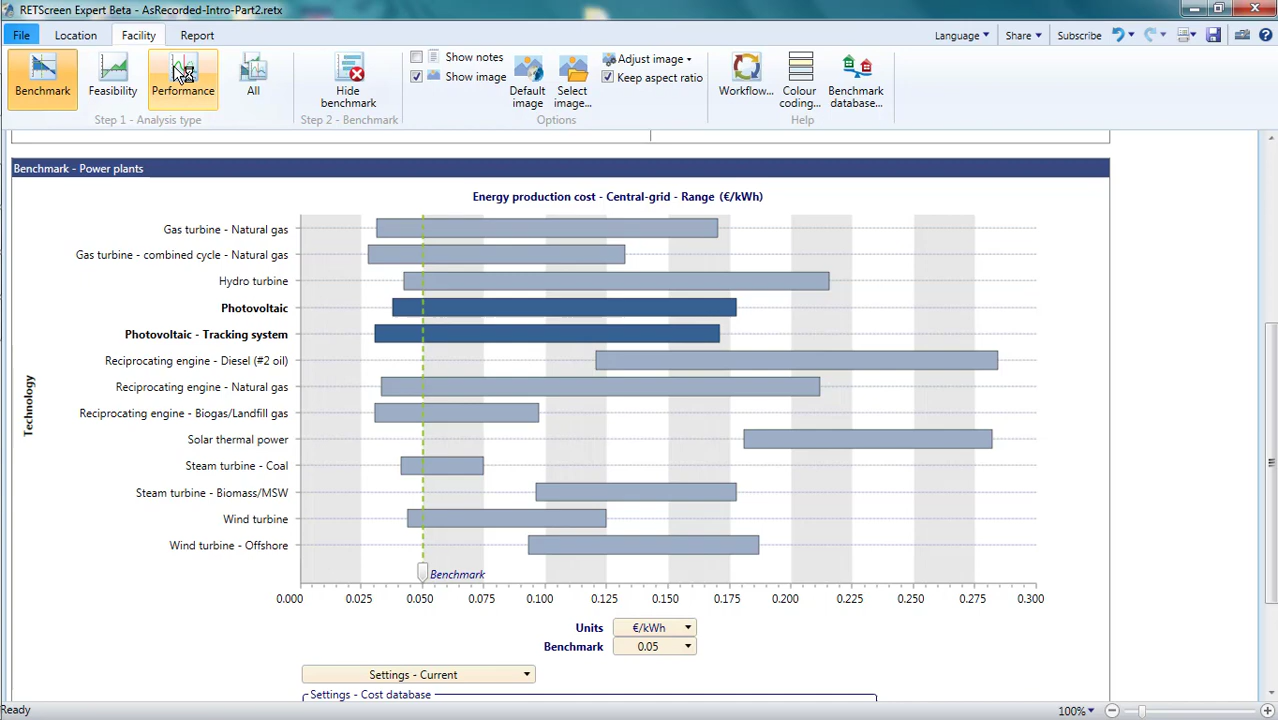 RETScreen Expert Beta - AsRecorded-Intro-Part2.retx
File Location Facility Report
Language Share Subscribe
Benchmark
Feasibility
Performance
All
Hide benchmark
Show notes
Show image
Default image
Select image...
Adjust image
Keep aspect ratio
Workflow...
Colour coding...
Benchmark database...
Step 1 - Analysis type
Step 2 - Benchmark
Options
Help
Benchmark - Power plants
Energy production cost - Central-grid - Range (€/kWh)
Technology
Gas turbine - Natural gas
Gas turbine - combined cycle - Natural gas
Hydro turbine
Photovoltaic
Photovoltaic - Tracking system
Reciprocating engine - Diesel (#2 oil)
Reciprocating engine - Natural gas
Reciprocating engine - Biogas/Landfill gas
Solar thermal power
Steam turbine - Coal
Steam turbine - Biomass/MSW
Wind turbine
Wind turbine - Offshore
Benchmark
0.000 0.025 0.050 0.075 0.100 0.125 0.150 0.175 0.200 0.225 0.250 0.275 0.300
Units €/kWh
Benchmark 0.05
Settings - Current
Settings - Cost database
Ready
100%